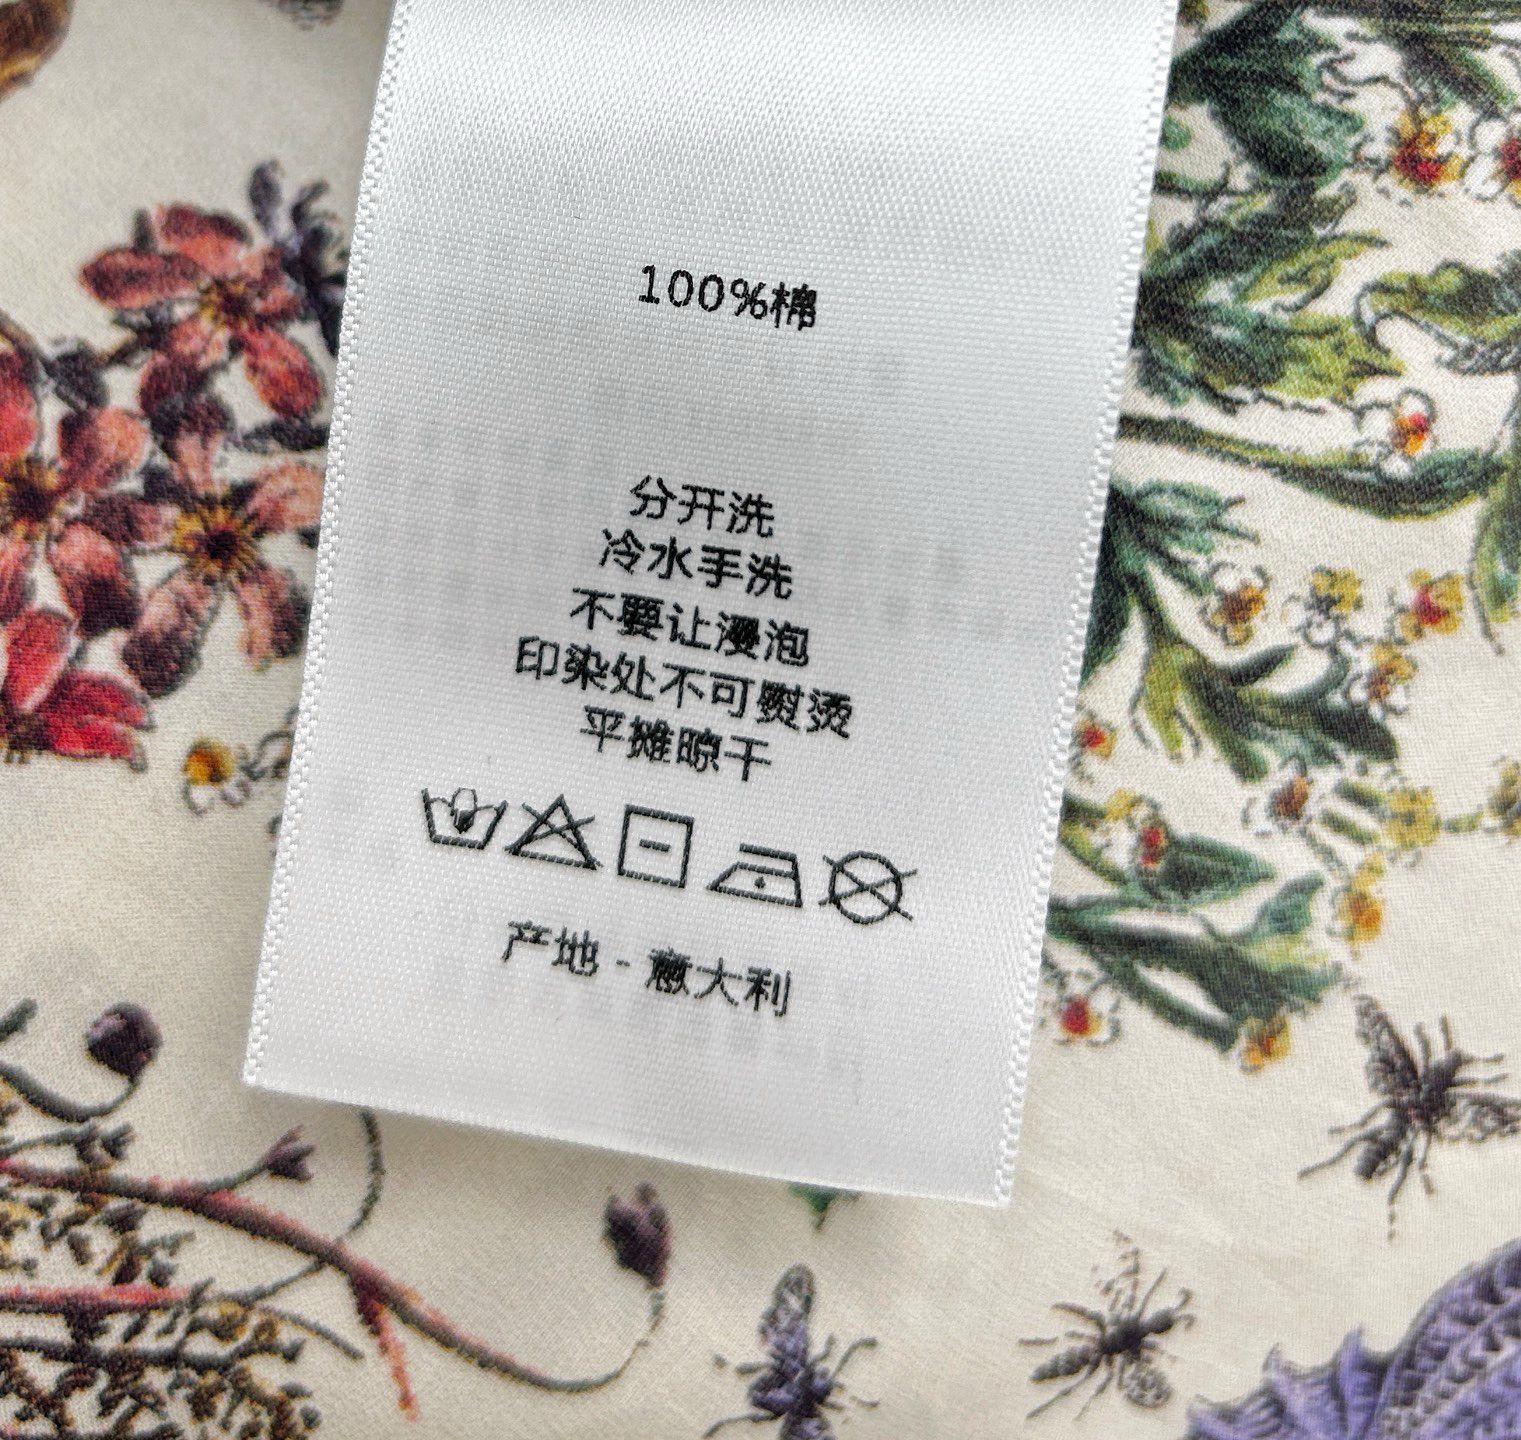 100%棉
分开洗
冷水手洗
不要让浸泡
印染处不可熨烫
平摊晾干
产地 - 意大利